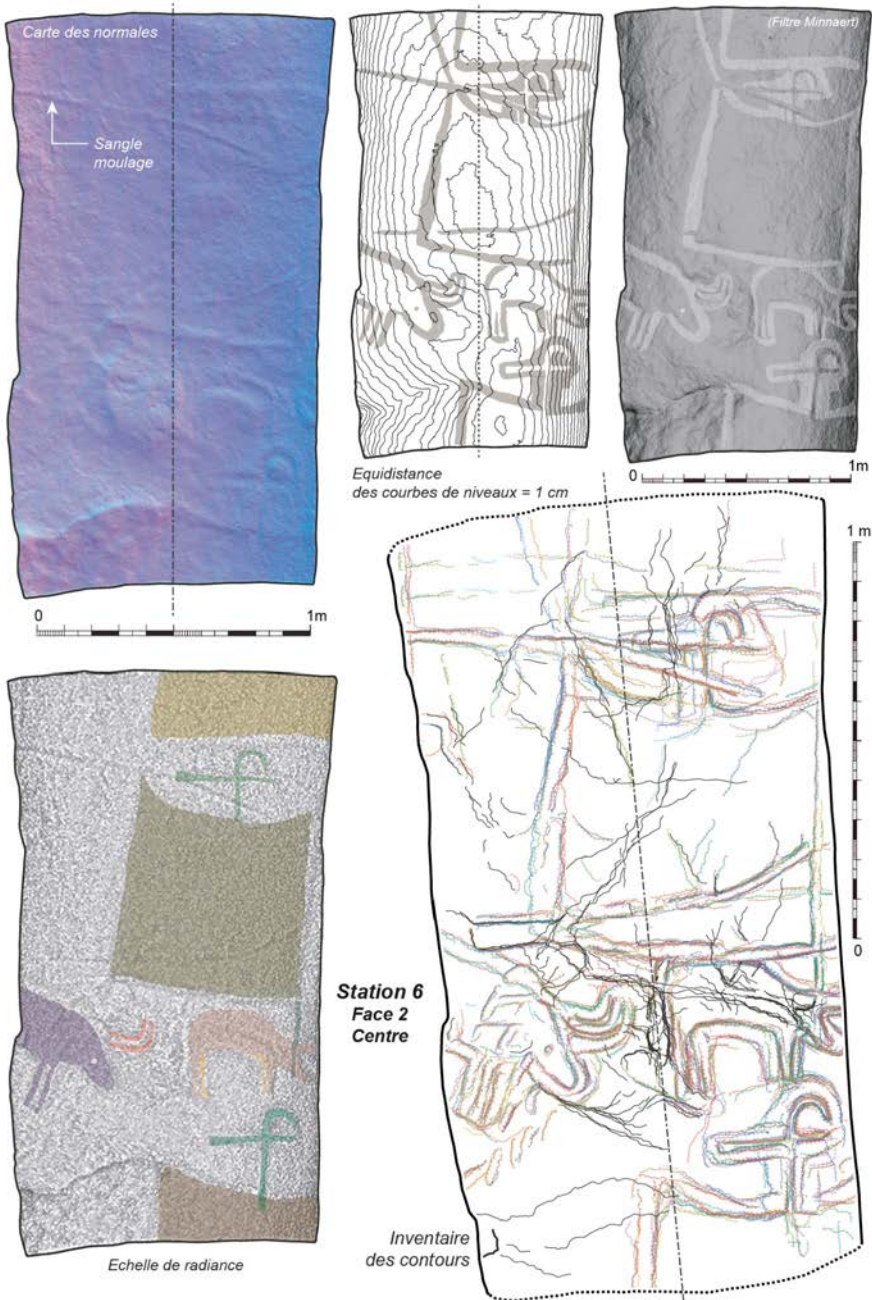 Carte des normales
Sangle
moulage
(Filtre Minnaert)
Equidistance
des courbes de niveaux = 1 cm
0
1m
0
1m
1 m
0
Station 6
Face 2
Centre
Inventaire
des contours
Echelle de radiance